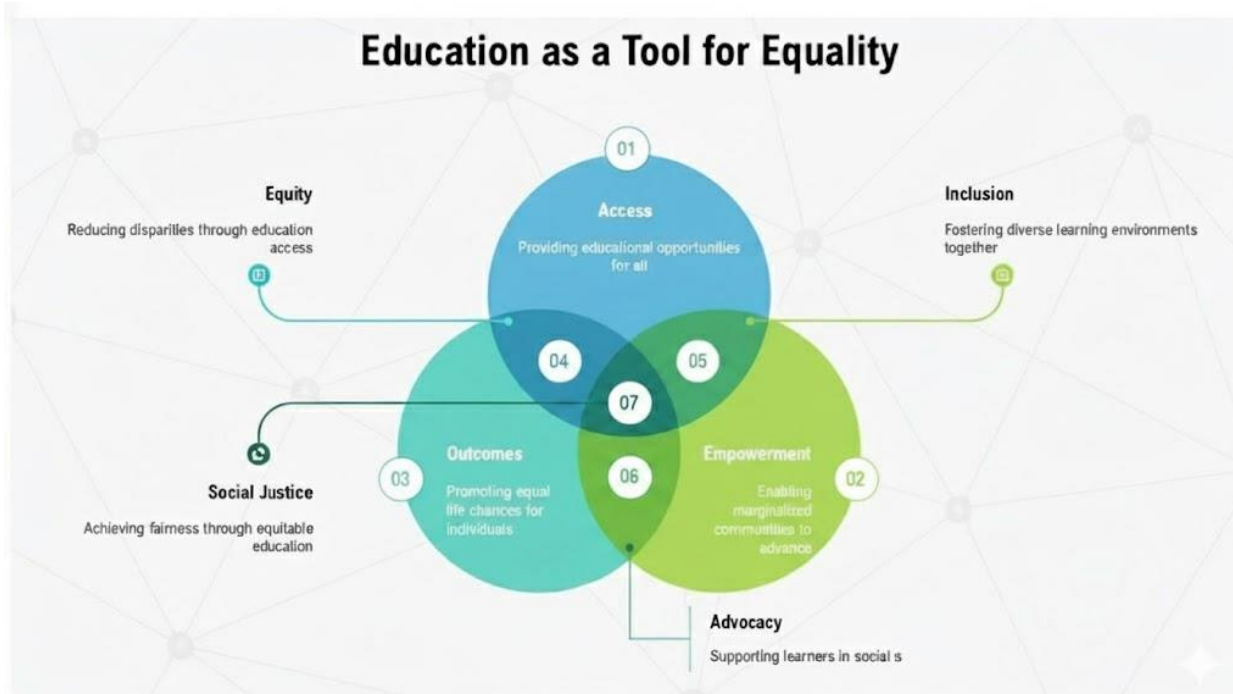 Education as a Tool for Equality
01
Access
Providing educational opportunities
for all
Equity
Reducing disparities through education
access
Inclusion
Fostering diverse learning environments
together
04
05
07
06
Outcomes
Promoting equal
life chances for
individuals
03
Empowerment
Enabling
marginalized
communities to
advance
02
Social Justice
Achieving fairness through equitable
education
Advocacy
Supporting learners in social s